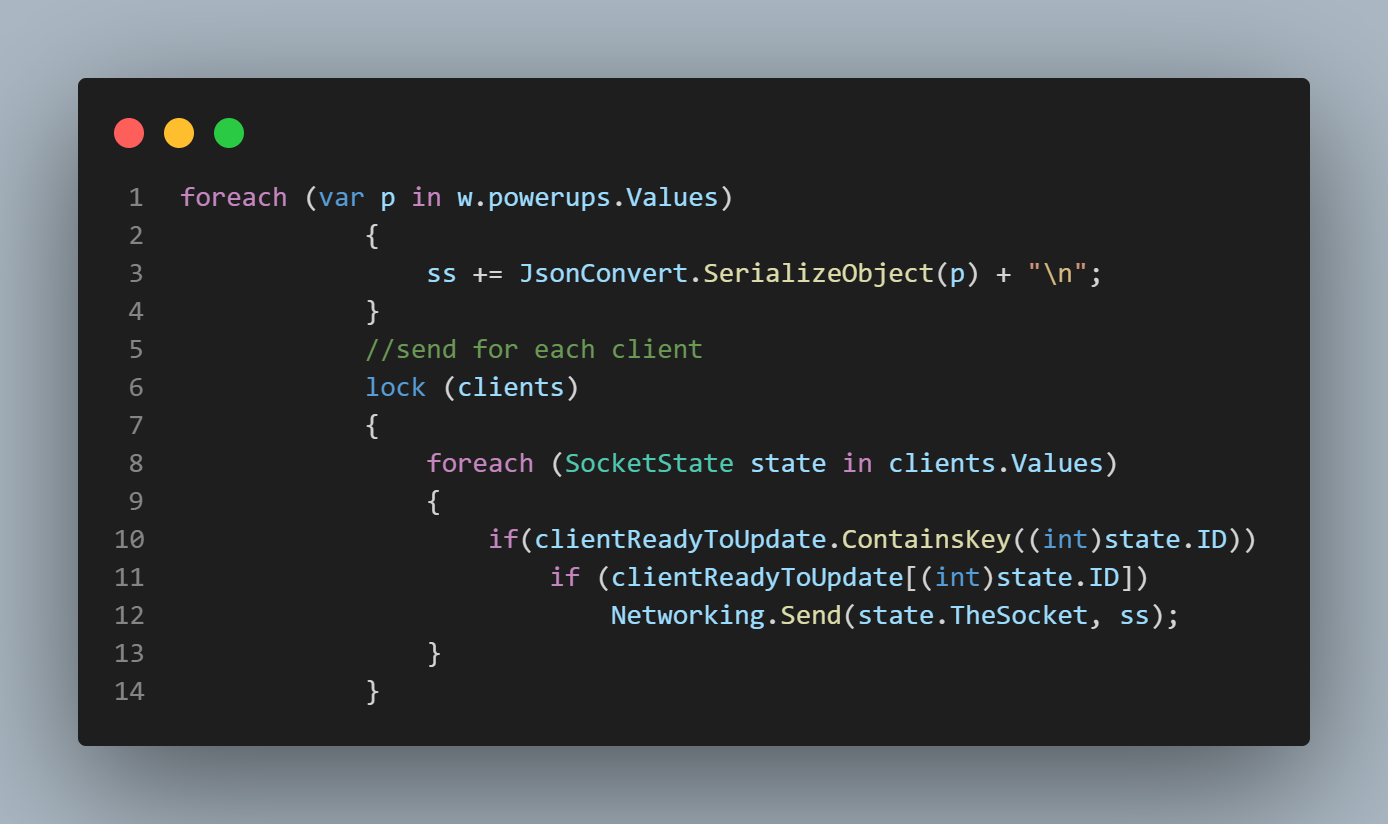 1 foreach (var p in w.powerups.Values)
2             {
3                 ss += JsonConvert.SerializeObject(p) + "\n";
4             }
5             //send for each client
6             lock (clients)
7             {
8                 foreach (SocketState state in clients.Values)
9                 {
10                     if(clientReadyToUpdate.ContainsKey((int)state.ID))
11                         if (clientReadyToUpdate[(int)state.ID])
12                             Networking.Send(state.TheSocket, ss);
13                 }
14             }